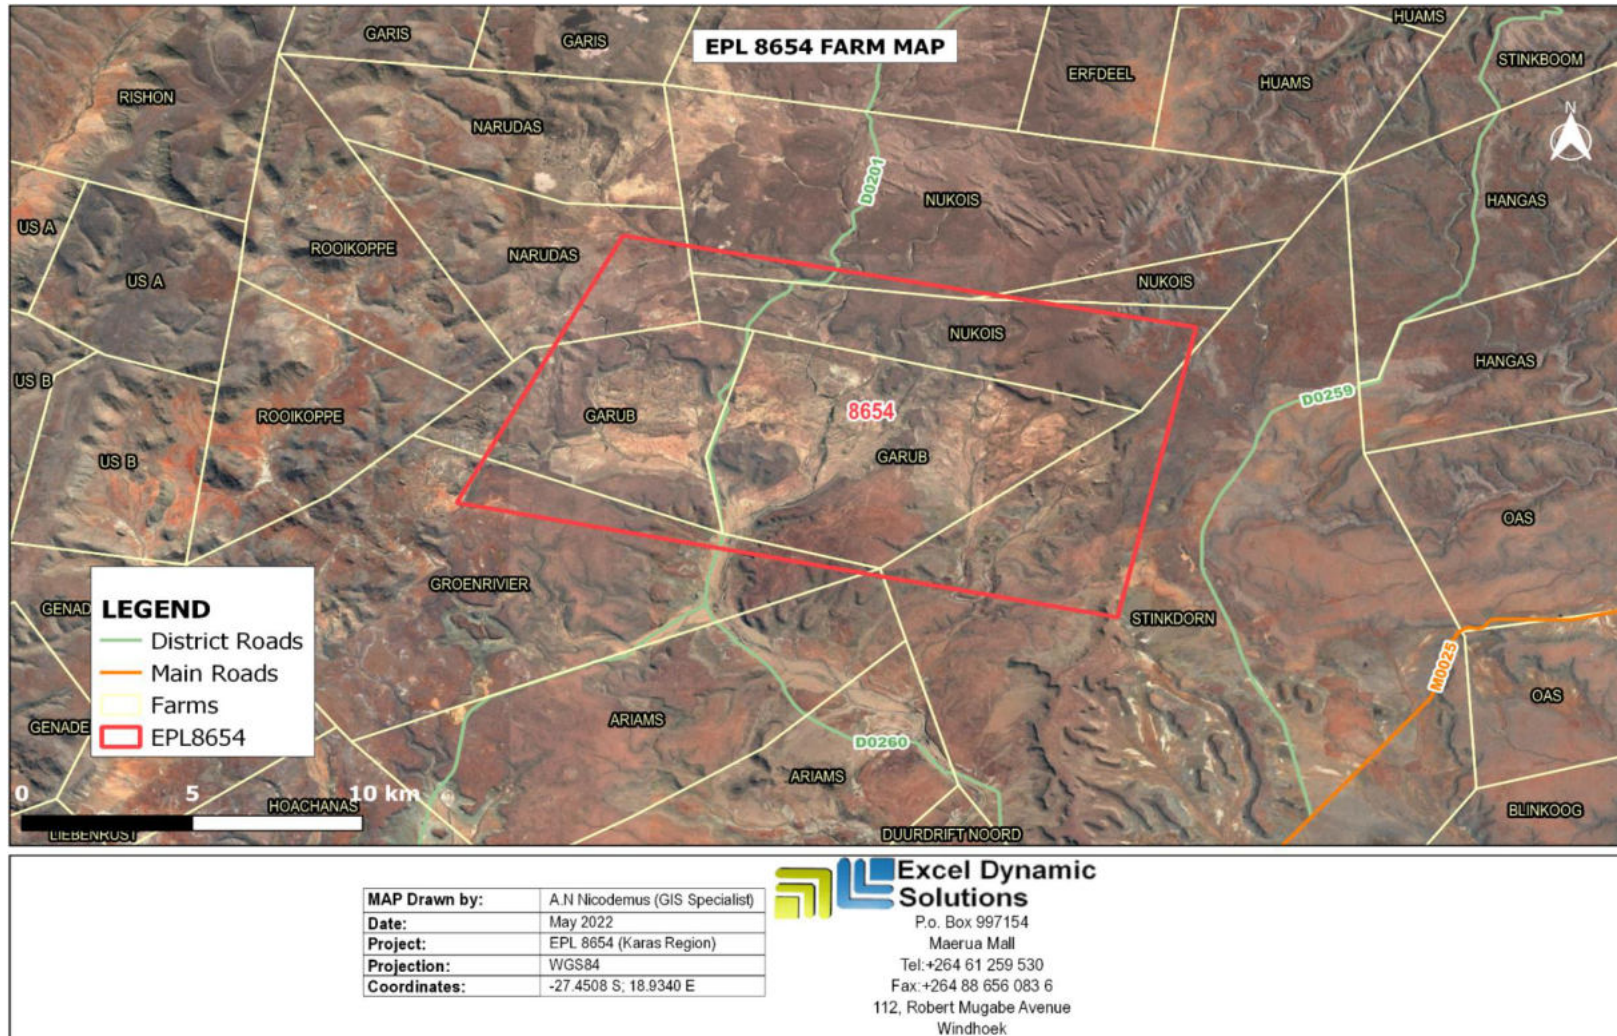 EPL 8654 FARM MAP
HUAMS
GARIS
GARIS
STINKBOOM
ERFDEEL
HUAMS
RISHON
N
NARUDAS
D0201
NUKOIS
HANGAS
US A
ROOIKOPPE
NARUDAS
US A
NUKOIS
NUKOIS
HANGAS
US B
D0259
8654
ROOIKOPPE
GARUB
GARUB
US B
OAS
GROENRIVIER
LEGEND
GENAD
STINKDORN
District Roads
Main Roads
M0025
Farms
OAS
ARIAMS
GENADE
EPL8654
D0260
ARIAMS
0 5 10 km
HOACHANAS
BLINKOOG
LIEBENRUST
DUURDRIFT NOORD
MAP Drawn by: A.N Nicodemus (GIS Specialist)
Date: May 2022
Project: EPL 8654 (Karas Region)
Projection: WGS84
Coordinates: -27.4508 S; 18.9340 E
Excel Dynamic
Solutions
P.o. Box 997154
Maerua Mall
Tel:+264 61 259 530
Fax:+264 88 656 083 6
112, Robert Mugabe Avenue
Windhoek